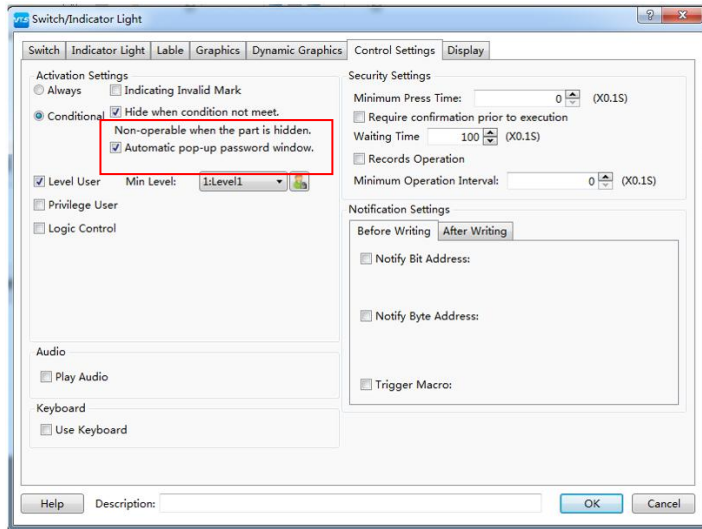 VTS Switch/Indicator Light
Switch Indicator Light Lable Graphics Dynamic Graphics Control Settings Display
Activation Settings
Always Indicating Invalid Mark
Conditional Hide when condition not meet.
Non-operable when the part is hidden.
Automatic pop-up password window.
Level User Min Level: 1:Level1
Privilege User
Logic Control
Audio
Play Audio
Keyboard
Use Keyboard
Security Settings
Minimum Press Time: 0 (X0.1S)
Require confirmation prior to execution
Waiting Time 100 (X0.1S)
Records Operation
Minimum Operation Interval: 0 (X0.1S)
Notification Settings
Before Writing After Writing
Notify Bit Address:
Notify Byte Address:
Trigger Macro:
Help Description: OK Cancel